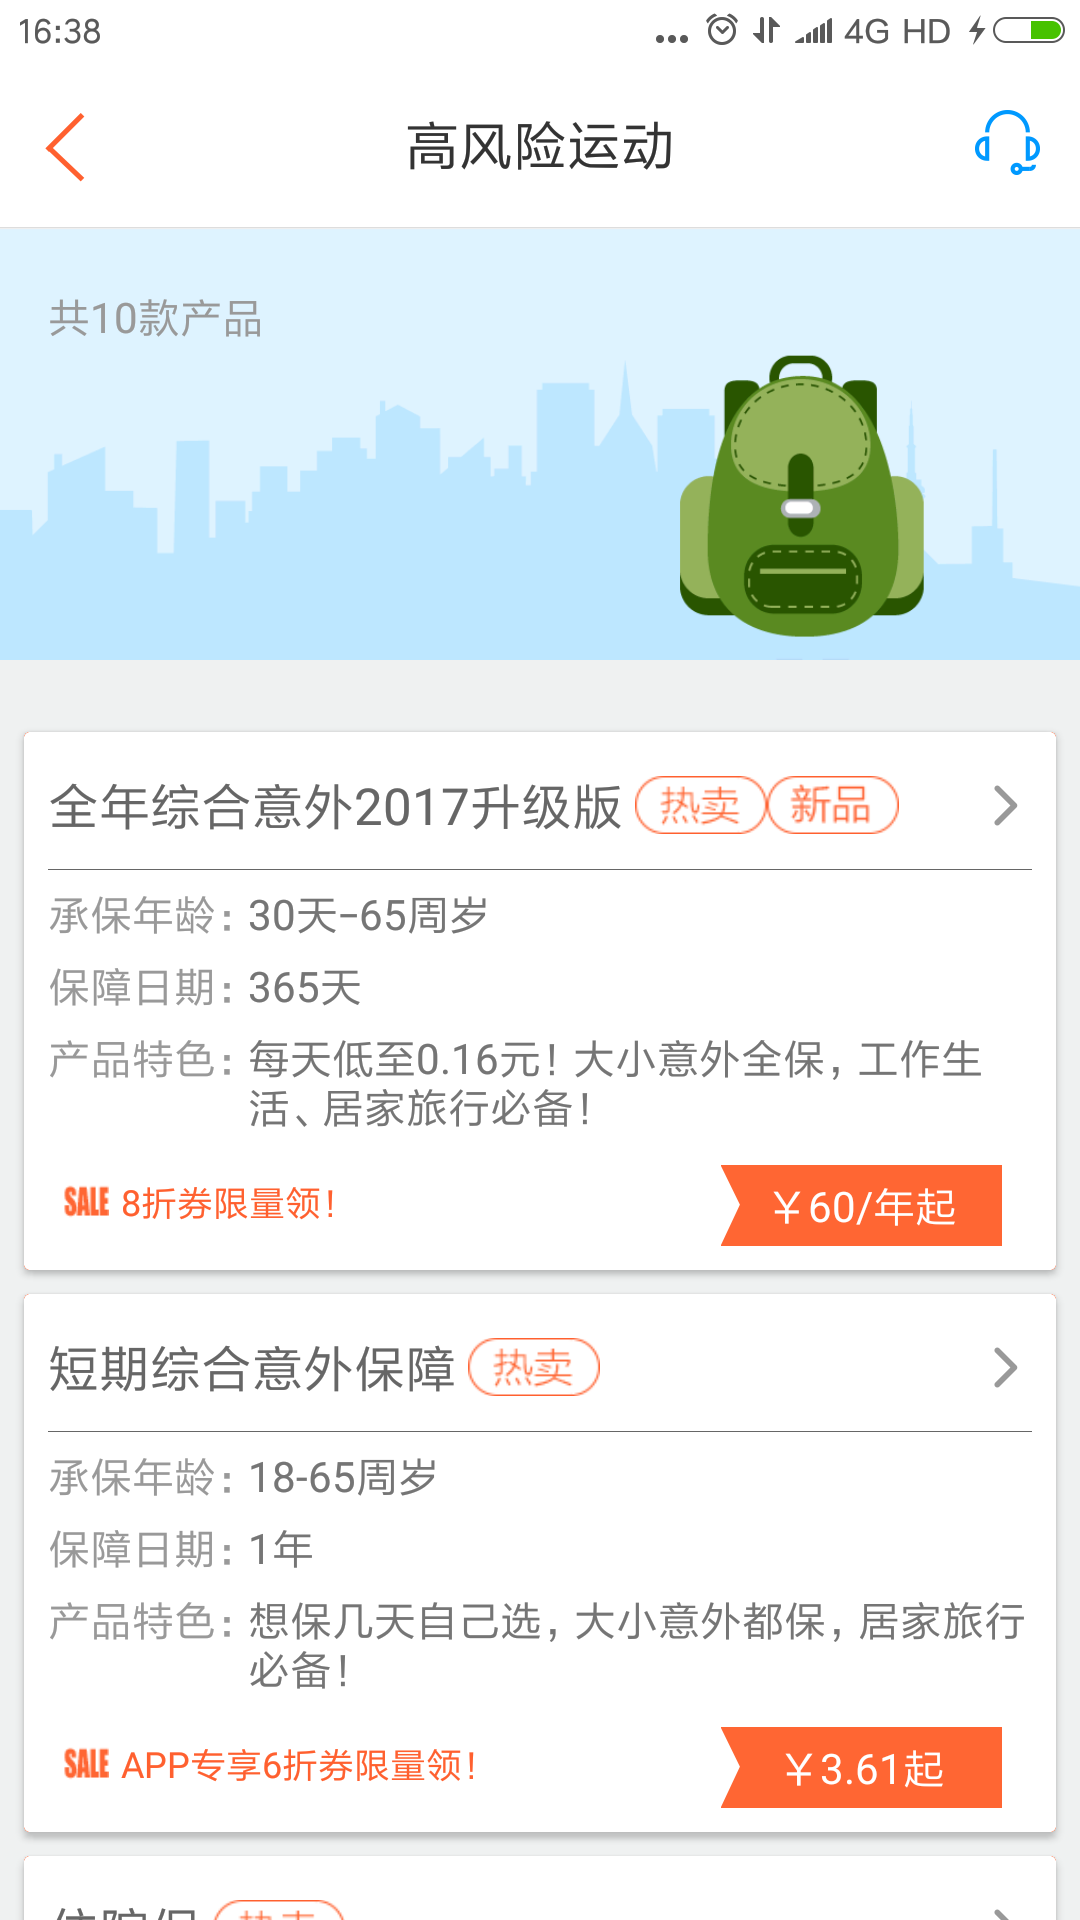 16:38
4G HD
高风险运动
共10款产品
全年综合意外2017升级版 热卖 新品
承保年龄：30天-65周岁
保障日期：365天
产品特色：每天低至0.16元！大小意外全保，工作生
活、居家旅行必备！
SALE 8折券限量领！
￥60/年起
短期综合意外保障 热卖
承保年龄：18-65周岁
保障日期：1年
产品特色：想保几天自己选，大小意外都保，居家旅行
必备！
SALE APP专享6折券限量领！
￥3.61起